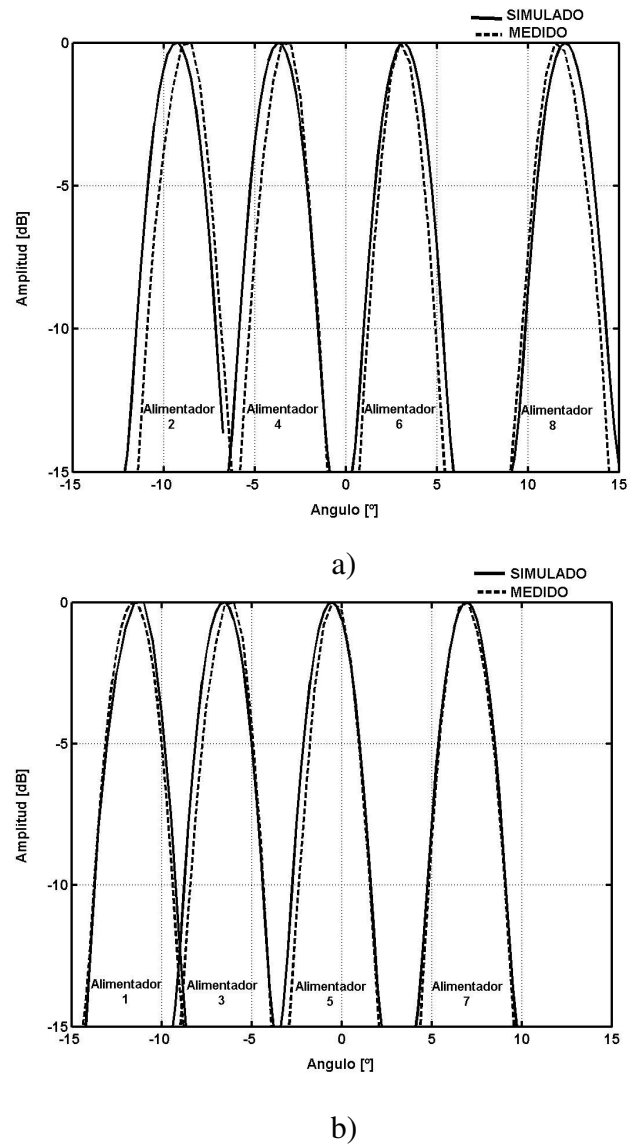 SIMULADO
MEDIDO
0
-5
-10
-15
Amplitud [dB]
Alimentador
2
Alimentador
4
Alimentador
6
Alimentador
8
-15
-10
-5
0
5
10
15
Angulo [º]
a)
SIMULADO
MEDIDO
0
-5
-10
-15
Amplitud [dB]
Alimentador
1
Alimentador
3
Alimentador
5
Alimentador
7
-15
-10
-5
0
5
10
15
Angulo [º]
b)